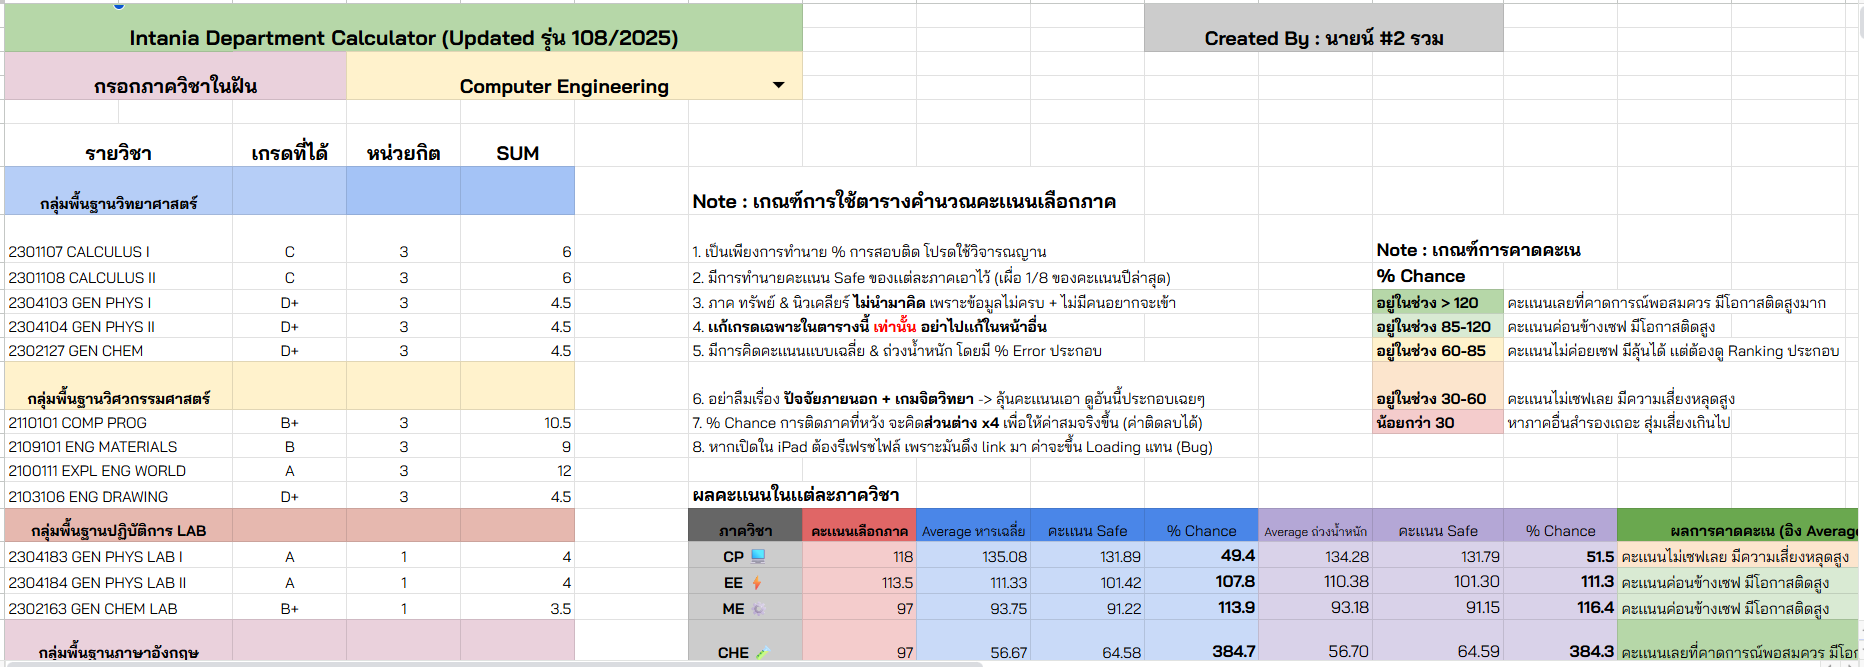 Intania Department Calculator (Updated รุ่น 108/2025)
Created By : นายน์ #2 รวม
กรอกภาควิชาในฝัน
Computer Engineering
รายวิชา เกรดที่ได้ หน่วยกิต SUM
กลุ่มพื้นฐานวิทยาศาสตร์
Note : เกณฑ์การใช้ตารางคำนวณคะแนนเลือกภาค
2301107 CALCULUS I C 3 6
1. เป็นเพียงการทำนาย % การสอบติด โปรดใช้วิจารณญาน
Note : เกณฑ์การคาดคะเน
2301108 CALCULUS II C 3 6
2. มีการทำนายคะแนน Safe ของแต่ละภาคเอาไว้ (เผื่อ 1/8 ของคะแนนปีล่าสุด)
% Chance
2304103 GEN PHYS I D+ 3 4.5
3. ภาค ทรัพย์ & นิวเคลียร์ ไม่นำมาคิด เพราะข้อมูลไม่ครบ + ไม่มีคนอยากจะเข้า
อยู่ในช่วง > 120 คะแนนเลยที่คาดการณ์พอสมควร มีโอกาสติดสูงมาก
2304104 GEN PHYS II D+ 3 4.5
4. แก้เกรดเฉพาะในตารางนี้ เท่านั้น อย่าไปแก้ในหน้าอื่น
อยู่ในช่วง 85-120 คะแนนค่อนข้างเซฟ มีโอกาสติดสูง
2302127 GEN CHEM D+ 3 4.5
5. มีการคิดคะแนนแบบเฉลี่ย & ถ่วงน้ำหนัก โดยมี % Error ประกอบ
อยู่ในช่วง 60-85 คะแนนไม่ค่อยเซฟ มีลุ้นได้ แต่ต้องดู Ranking ประกอบ
กลุ่มพื้นฐานวิศวกรรมศาสตร์
6. อย่าลืมเรื่อง ปัจจัยภายนอก + เกมจิตวิทยา -> ลุ้นคะแนนเอา ดูอันนี้ประกอบเฉยๆ
อยู่ในช่วง 30-60 คะแนนไม่เซฟเลย มีความเสี่ยงหลุดสูง
2110101 COMP PROG B+ 3 10.5
7. % Chance การติดภาคที่หวัง จะคิดส่วนต่าง x4 เพื่อให้ค่าสมจริงขึ้น (ค่าติดลบได้)
น้อยกว่า 30 หาภาคอื่นสำรองเถอะ สุ่มเสี่ยงเกินไป
2109101 ENG MATERIALS B 3 9
8. หากเปิดใน iPad ต้องรีเฟรชไฟล์ เพราะมันดึง link มา ค่าจะขึ้น Loading แทน (Bug)
2100111 EXPL ENG WORLD A 3 12
2103106 ENG DRAWING D+ 3 4.5
ผลคะแนนในแต่ละภาควิชา
กลุ่มพื้นฐานปฏิบัติการ LAB
ภาควิชา คะแนนเลือกภาค Average หารเฉลี่ย คะแนน Safe % Chance Average ถ่วงน้ำหนัก คะแนน Safe % Chance ผลการคาดคะเน (อิง Average
2304183 GEN PHYS LAB I A 1 4
CP 118 135.08 131.89 49.4 134.28 131.79 51.5 คะแนนไม่เซฟเลย มีความเสี่ยงหลุดสูง
2304184 GEN PHYS LAB II A 1 4
EE 113.5 111.33 101.42 107.8 110.38 101.30 111.3 คะแนนค่อนข้างเซฟ มีโอกาสติดสูง
2302163 GEN CHEM LAB B+ 1 3.5
ME 97 93.75 91.22 113.9 93.18 91.15 116.4 คะแนนค่อนข้างเซฟ มีโอกาสติดสูง
กลุ่มพื้นฐานภาษาอังกฤษ
CHE 97 56.67 64.58 384.7 56.70 64.59 384.3 คะแนนเลยที่คาดการณ์พอสมควร มีโอ